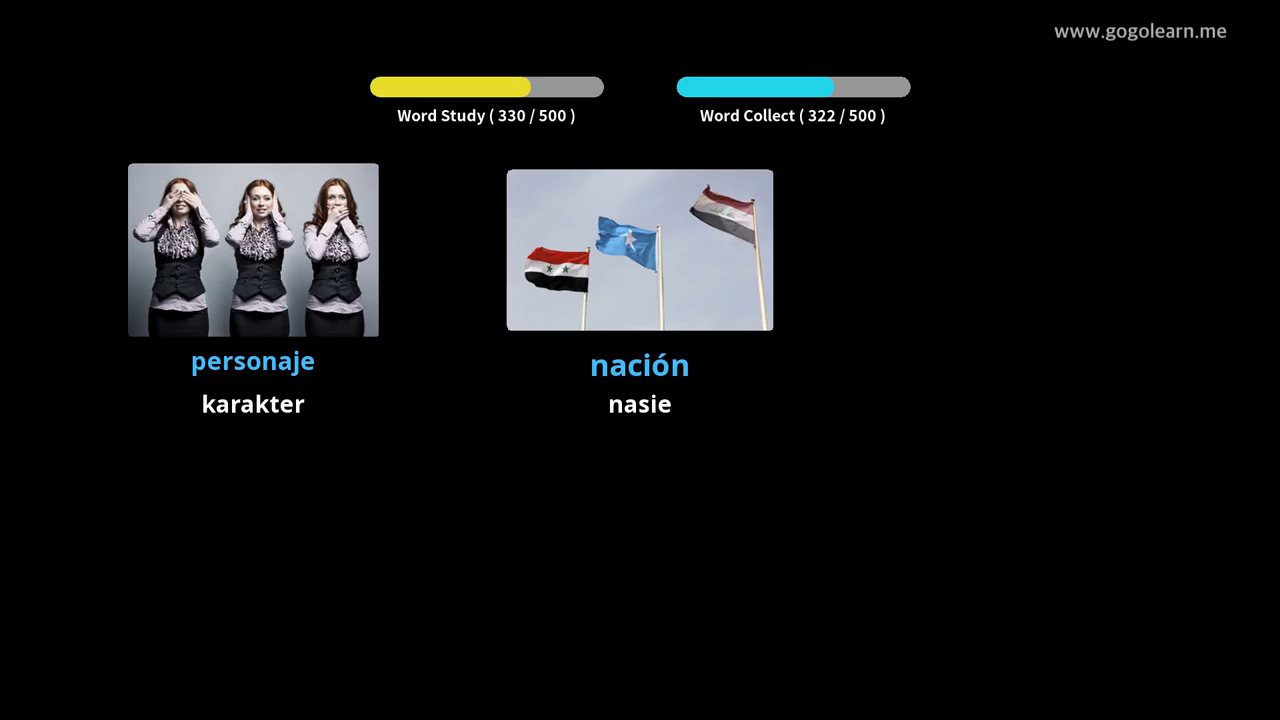 www.gogolearn.me
Word Study ( 330 / 500 )
Word Collect ( 322 / 500 )
personaje
karakter
nación
nasie